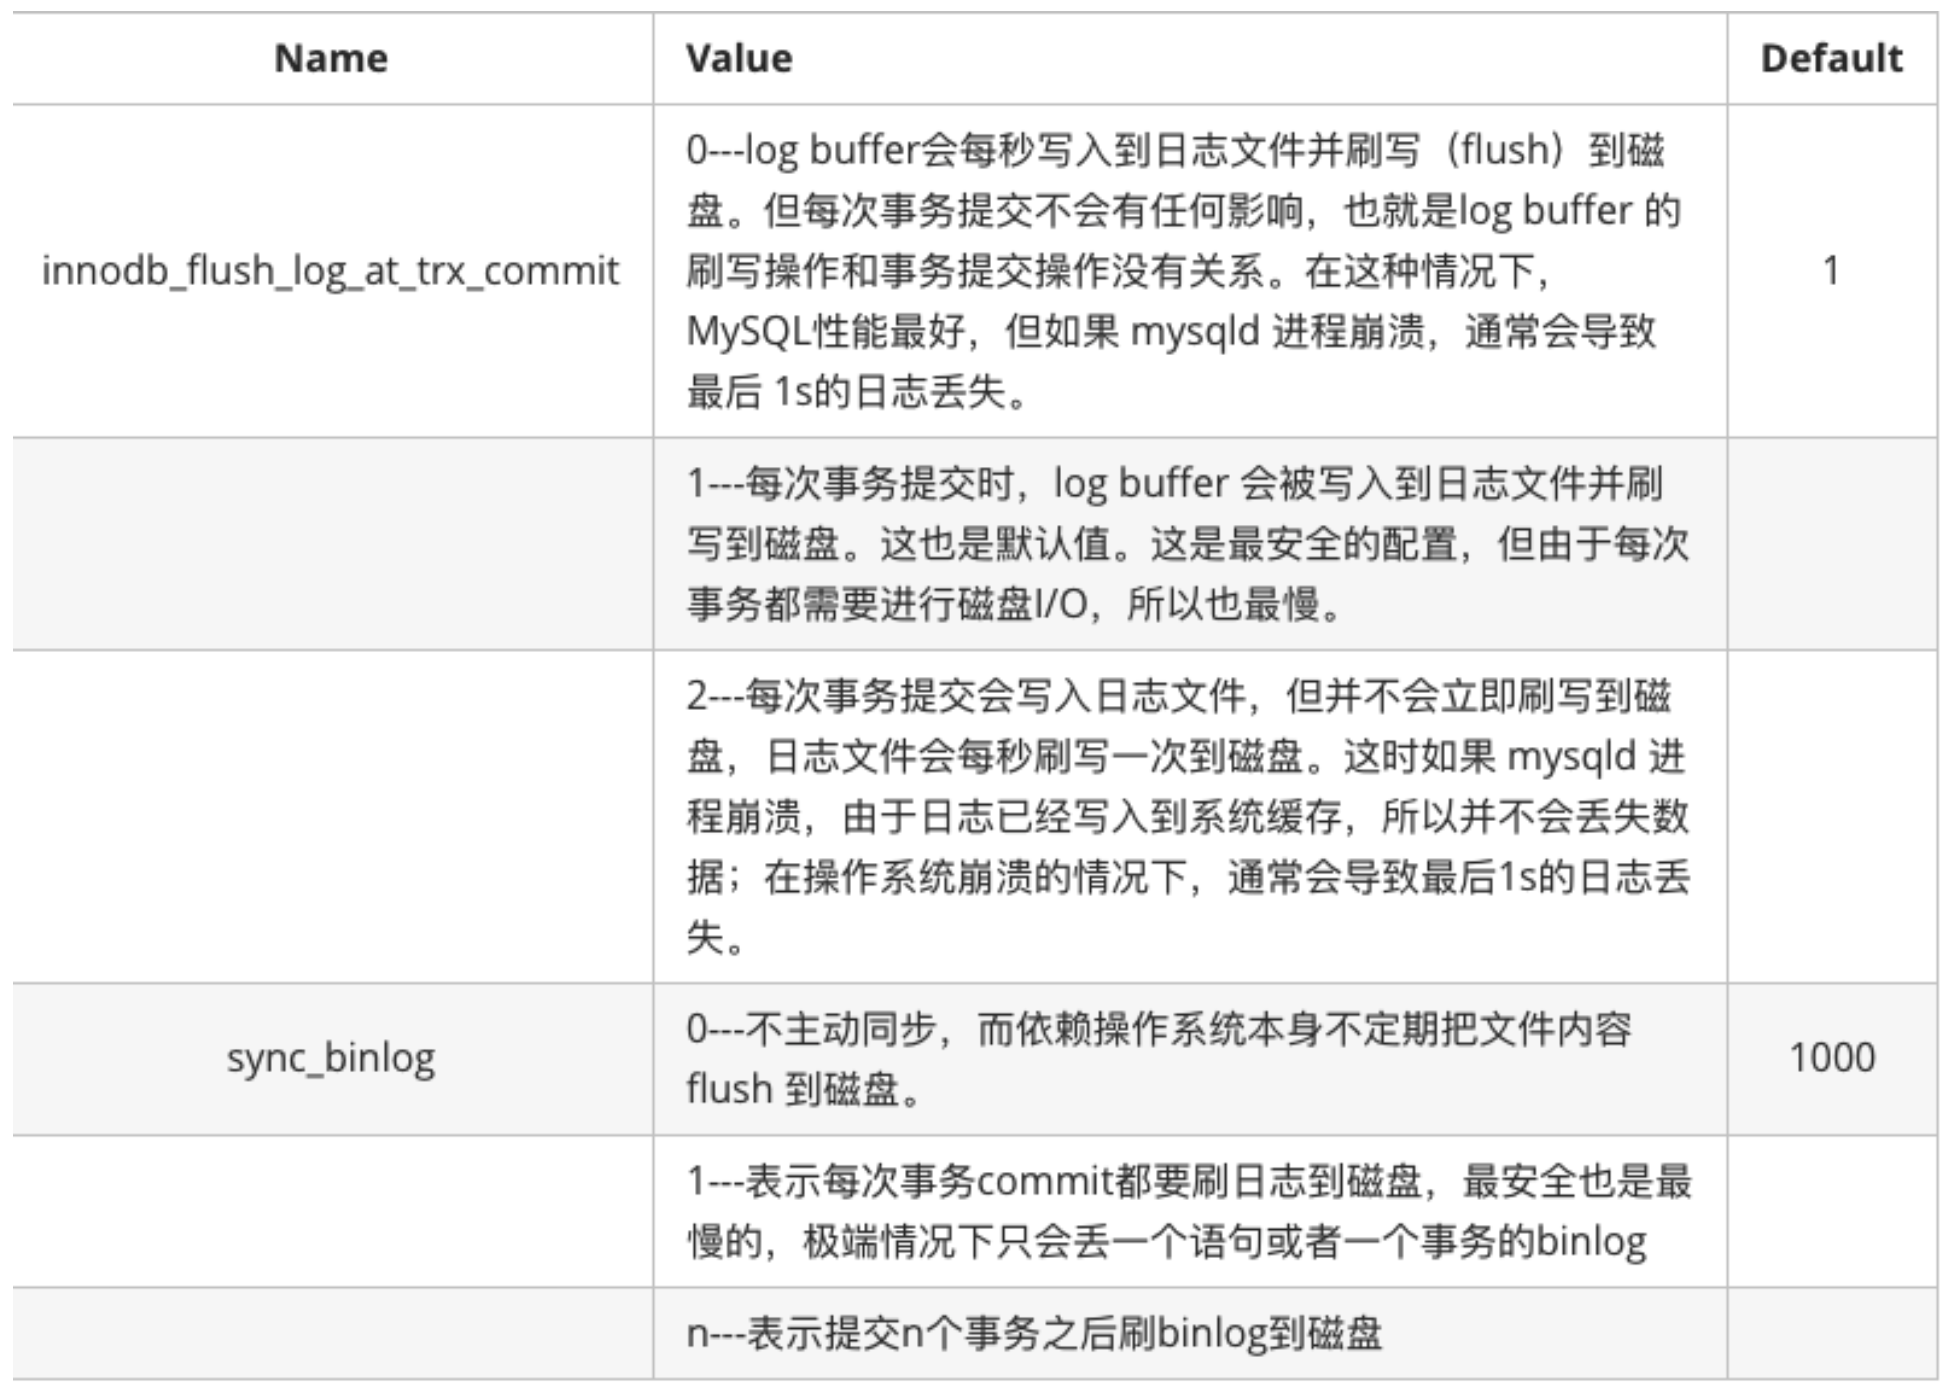 Name Value Default
innodb_flush_log_at_trx_commit
0---log buffer会每秒写入到日志文件并刷写（flush）到磁
盘。但每次事务提交不会有任何影响，也就是log buffer 的
刷写操作和事务提交操作没有关系。在这种情况下，
MySQL性能最好，但如果 mysqld 进程崩溃，通常会导致
最后 1s的日志丢失。
1
1---每次事务提交时，log buffer 会被写入到日志文件并刷
写到磁盘。这也是默认值。这是最安全的配置，但由于每次
事务都需要进行磁盘I/O，所以也最慢。
2---每次事务提交会写入日志文件，但并不会立即刷写到磁
盘，日志文件会每秒刷写一次到磁盘。这时如果 mysqld 进
程崩溃，由于日志已经写入到系统缓存，所以并不会丢失数
据；在操作系统崩溃的情况下，通常会导致最后1s的日志丢
失。
sync_binlog
0---不主动同步，而依赖操作系统本身不定期把文件内容
flush 到磁盘。
1000
1---表示每次事务commit都要刷日志到磁盘，最安全也是最
慢的，极端情况下只会丢一个语句或者一个事务的binlog
n---表示提交n个事务之后刷binlog到磁盘